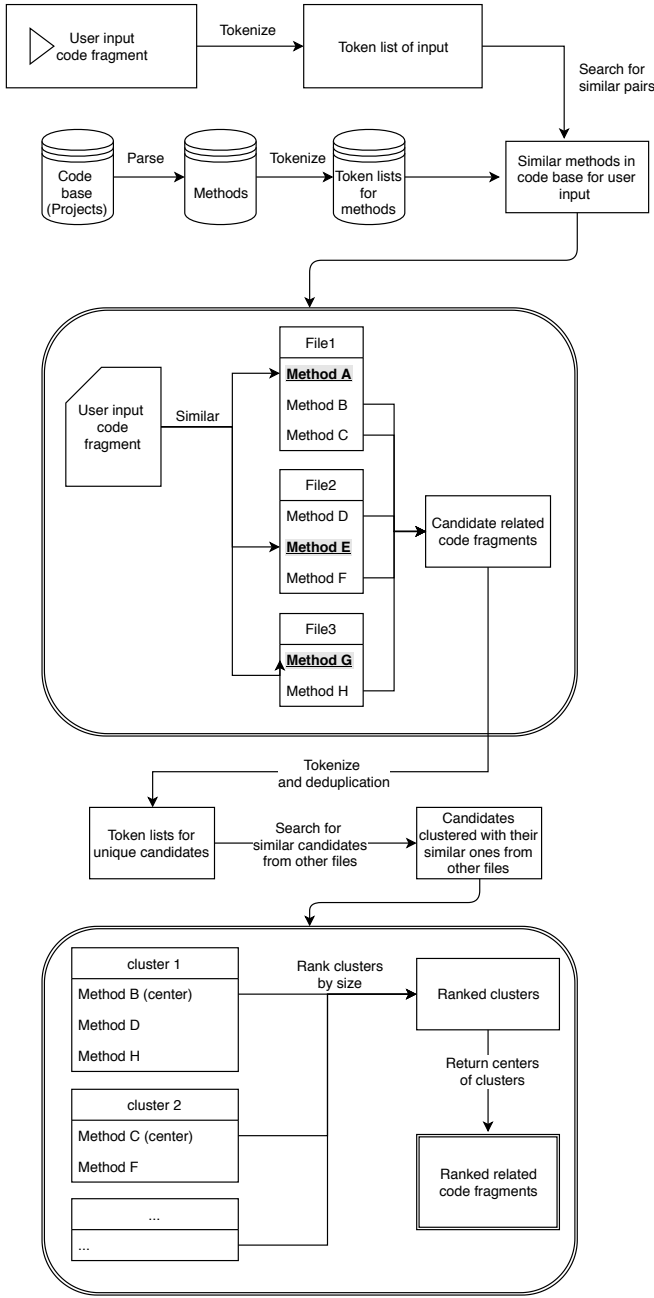 User input
code fragment
Tokenize
Token list of input
Search for
similar pairs
Code
base
(Projects)
Parse
Methods
Tokenize
Token lists
for
methods
Similar methods in
code base for user
input
User input
code
fragment
Similar
File1
Method A
Method B
Method C
File2
Method D
Method E
Method F
File3
Method G
Method H
Candidate related
code fragments
Tokenize
and deduplication
Token lists for
unique candidates
Search for
similar candidates
from other files
Candidates
clustered with their
similar ones from
other files
cluster 1
Method B (center)
Method D
Method H
cluster 2
Method C (center)
Method F
...
...
Rank clusters
by size
Ranked clusters
Return centers
of clusters
Ranked related
code fragments